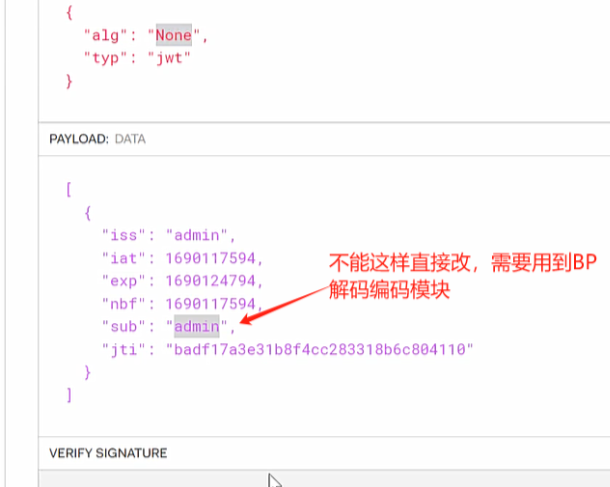 {
"alg": "None",
"typ": "jwt"
}
PAYLOAD: DATA
[
{
"iss": "admin",
"iat": 1690117594,
"exp": 1690124794,
"nbf": 1690117594,
"sub": "admin",
"jti": "badf17a3e31b8f4cc283318b6c804110"
}
]
不能这样直接改，需要用到BP
解码编码模块
VERIFY SIGNATURE